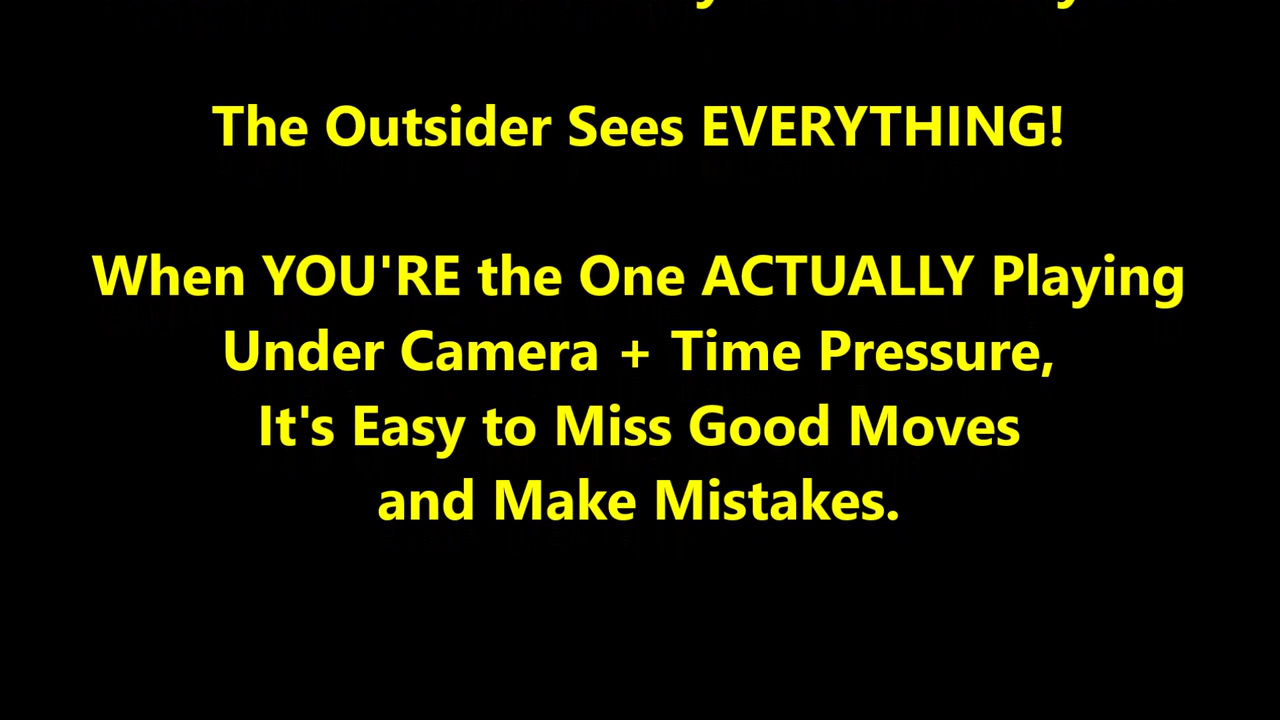 The Outsider Sees EVERYTHING!
When YOU'RE the One ACTUALLY Playing
Under Camera + Time Pressure,
It's Easy to Miss Good Moves
and Make Mistakes.